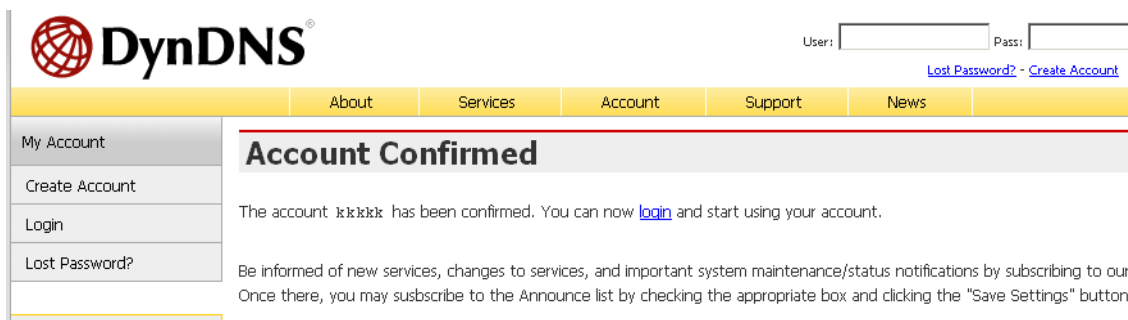 DynDNS®
User: Pass:
Lost Password? - Create Account
About Services Account Support News
My Account
Create Account
Login
Lost Password?
Account Confirmed
The account kkkkk has been confirmed. You can now login and start using your account.
Be informed of new services, changes to services, and important system maintenance/status notifications by subscribing to our
Once there, you may susbscribe to the Announce list by checking the appropriate box and clicking the "Save Settings" button